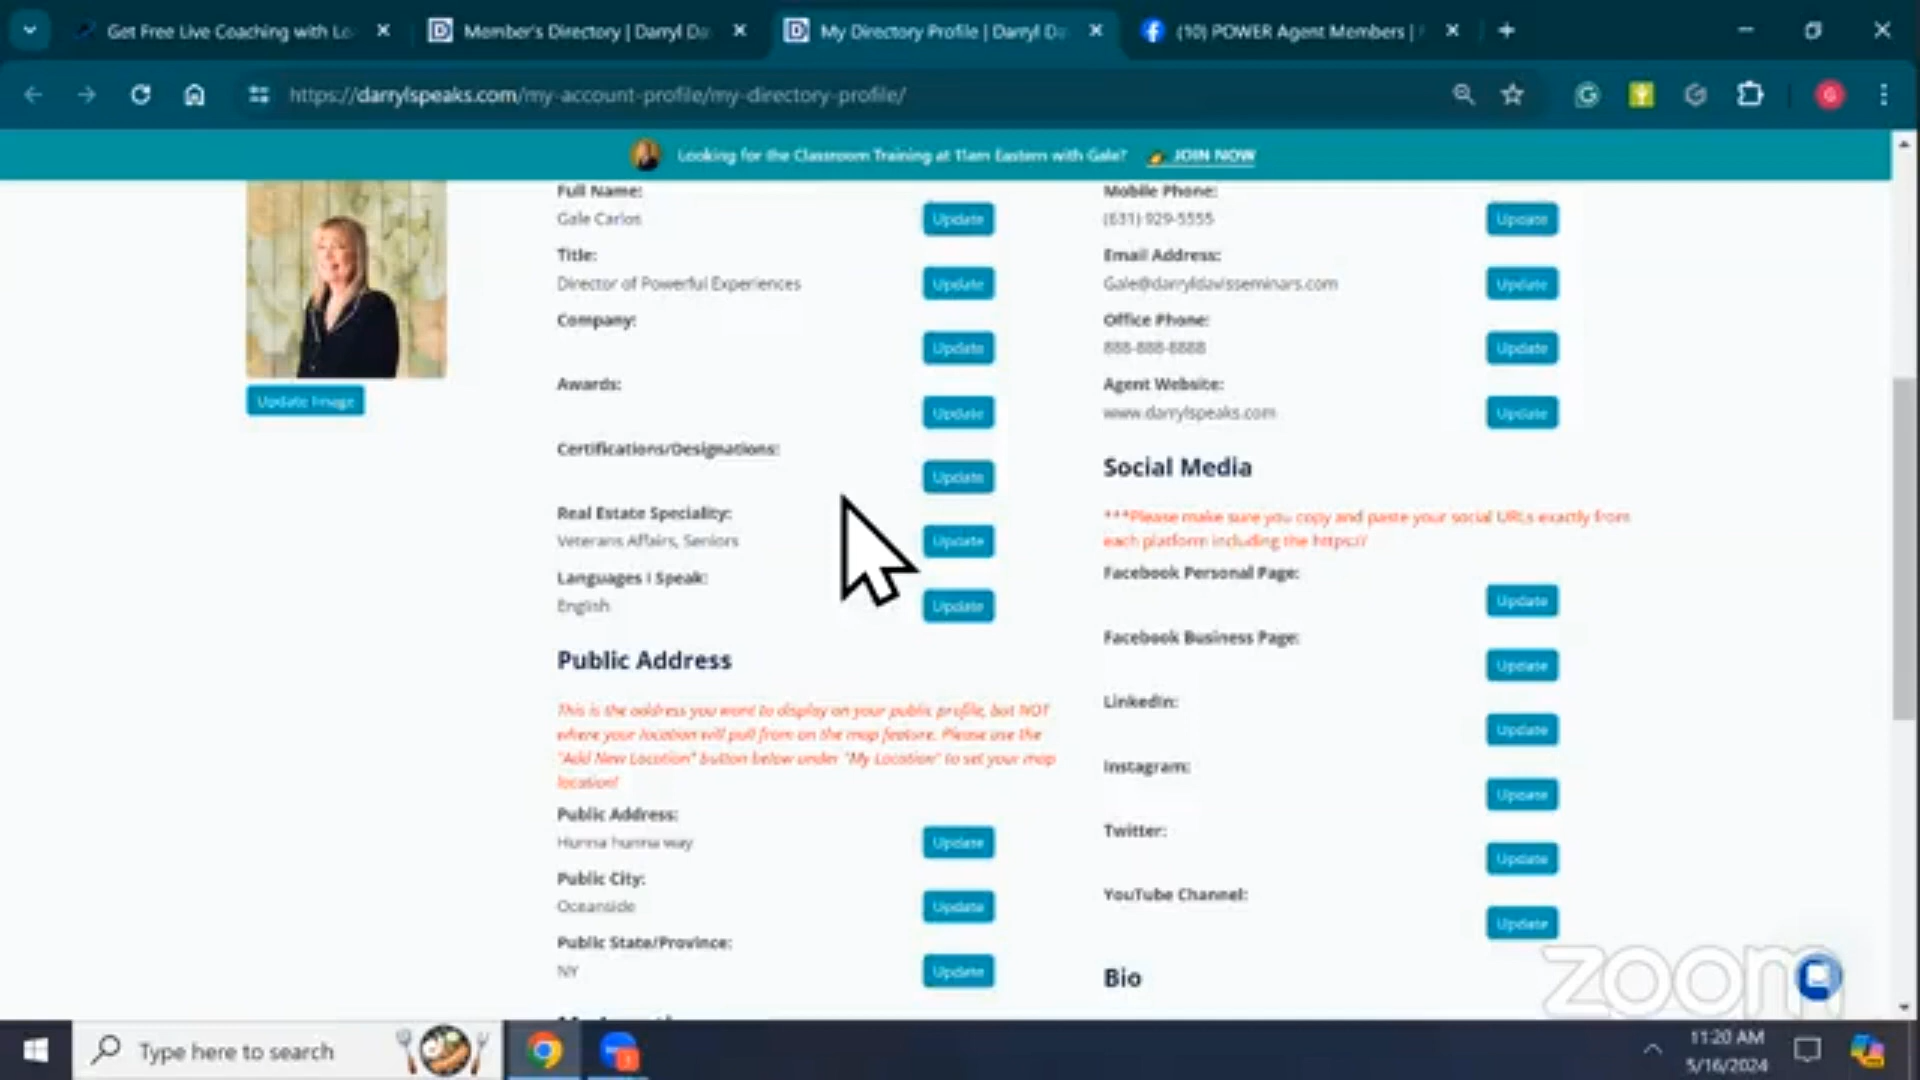 Get Free Live Coaching with Lo
Member's Directory | Darryl Da
My Directory Profile | Darryl Da
(10) POWER Agent Members |
https://darrylspeaks.com/my-account-profile/my-directory-profile/
G
Looking for the Classroom Training at 11am Eastern with Gale? JOIN NOW
Update Image
Full Name:
Gale Carlos Update
Title:
Director of Powerful Experiences Update
Company:
Update
Awards:
Update
Certifications/Designations:
Update
Real Estate Speciality:
Veterans Affairs, Seniors Update
Languages I Speak:
English Update
Public Address
This is the address you want to display on your public profile, but NOT
where your location will pull from on the map feature. Please use the
"Add New Location" button below under "My Location" to set your map
location!
Public Address:
Hunna hunna way Update
Public City:
Oceanside Update
Public State/Province:
NY Update
Mobile Phone:
(631) 929-5555 Update
Email Address:
Gale@darryldavisseminars.com Update
Office Phone:
888-888-8888 Update
Agent Website:
www.darrylspeaks.com Update
Social Media
***Please make sure you copy and paste your social URLs exactly from
each platform including the https://
Facebook Personal Page:
Update
Facebook Business Page:
Update
LinkedIn:
Update
Instagram:
Update
Twitter:
Update
YouTube Channel:
Update
Bio
zoom
Type here to search
11:20 AM
5/16/2024